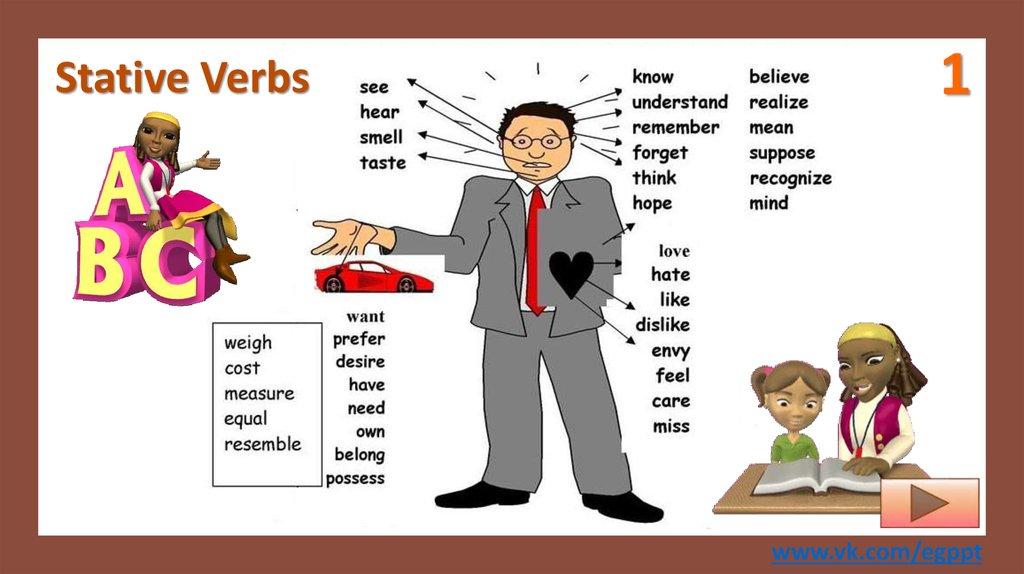 Stative Verbs
1
see
hear
smell
taste
know
understand
remember
forget
think
hope
believe
realize
mean
suppose
recognize
mind
love
hate
like
dislike
envy
feel
care
miss
want
prefer
desire
have
need
own
belong
possess
weigh
cost
measure
equal
resemble
A
B C
www.vk.com/egppt